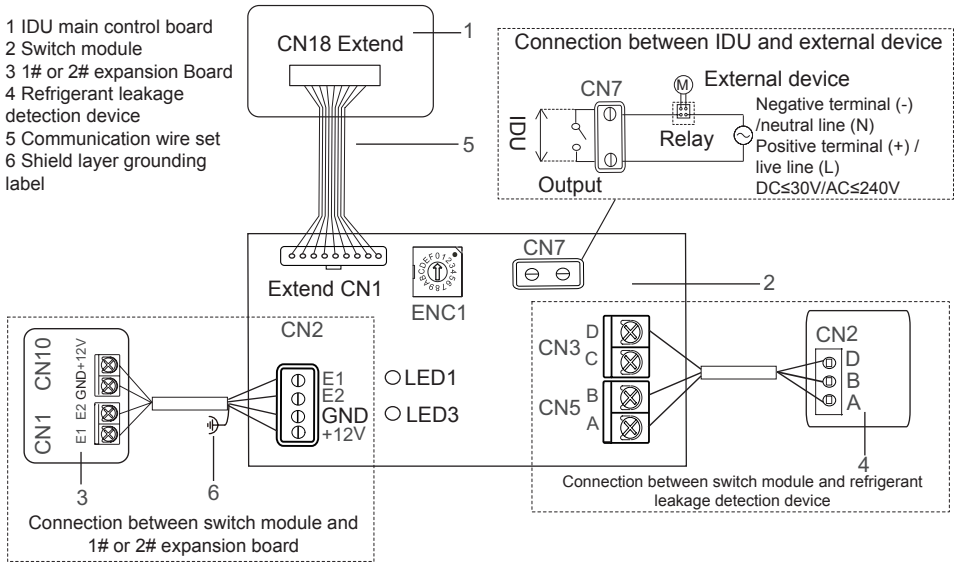 1 IDU main control board
2 Switch module
3 1# or 2# expansion Board
4 Refrigerant leakage
detection device
5 Communication wire set
6 Shield layer grounding
label
CN18 Extend
1
5
Connection between IDU and external device
CN7
M
External device
IDU
Relay
Output
Negative terminal (-)
/neutral line (N)
Positive terminal (+) /
live line (L)
DC≤30V/AC≤240V
Extend CN1
0123456789ABCDEF
ENC1
CN7
2
CN2
E1
E2
GND
+12V
LED1
LED3
CN10
GND+12V
CN1
E1 E2
3
6
Connection between switch module and
1# or 2# expansion board
CN3
D
C
CN5
B
A
CN2
D
B
A
4
Connection between switch module and refrigerant
leakage detection device